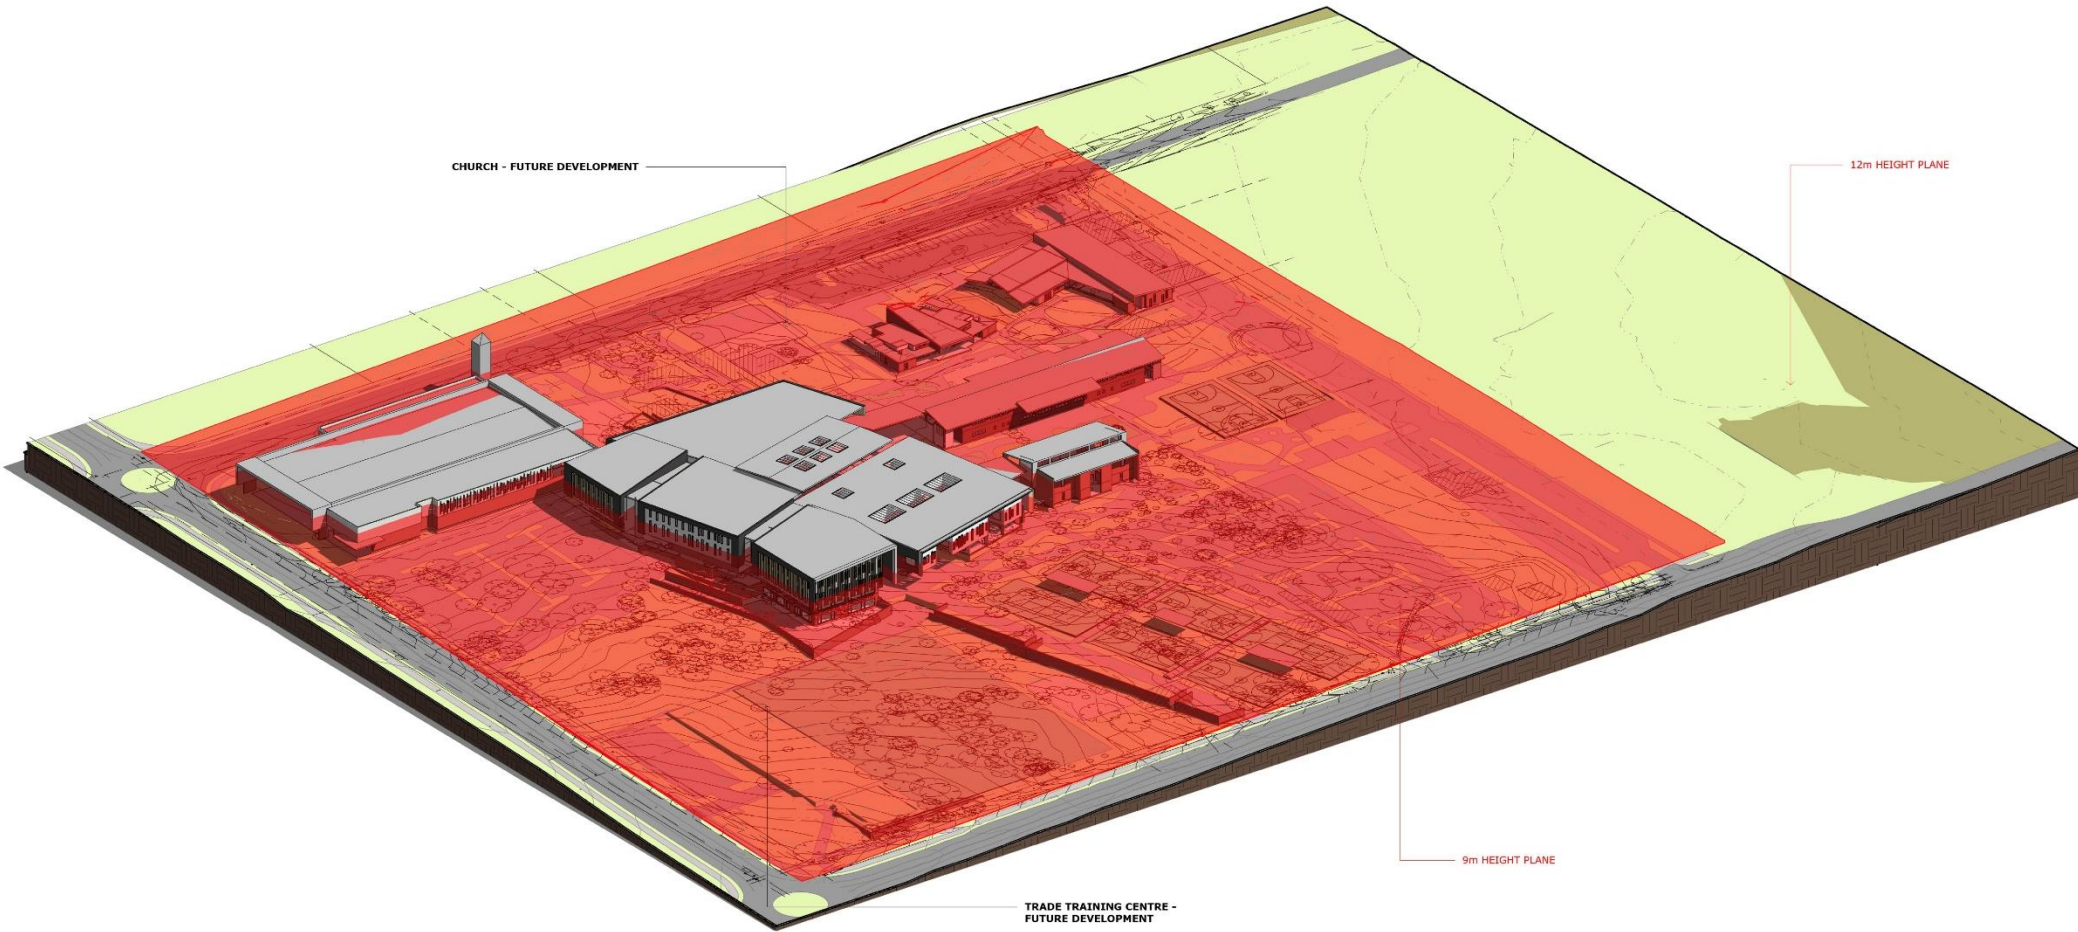 CHURCH - FUTURE DEVELOPMENT
12m HEIGHT PLANE
9m HEIGHT PLANE
TRADE TRAINING CENTRE -
FUTURE DEVELOPMENT